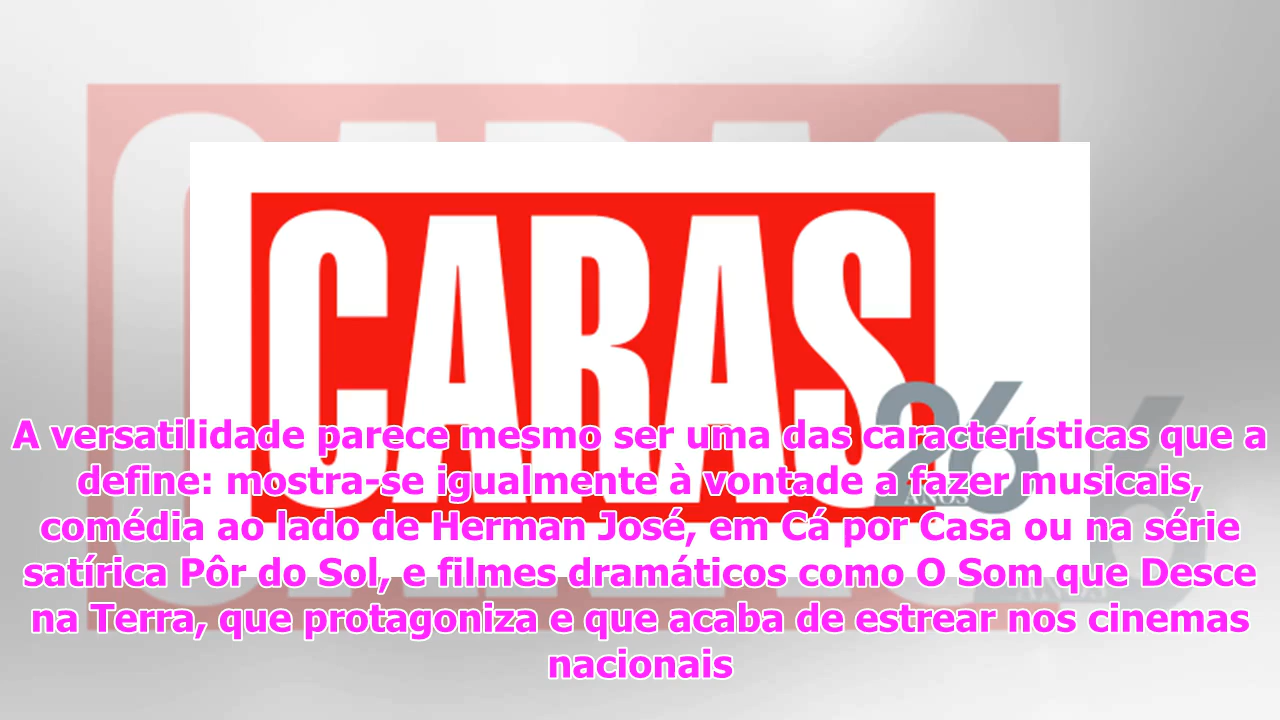 CARAS
26
ANOS
A versatilidade parece mesmo ser uma das características que a
define: mostra-se igualmente à vontade a fazer musicais,
comédia ao lado de Herman José, em Cá por Casa ou na série
satírica Pôr do Sol, e filmes dramáticos como O Som que Desce
na Terra, que protagoniza e que acaba de estrear nos cinemas
nacionais